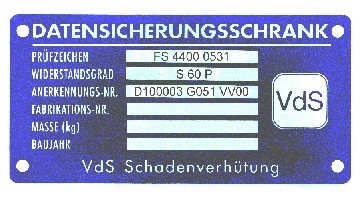 DATENSICHERUNGSSCHRANK
PRÜFZEICHEN FS 4400 0531
WIDERSTANDSGRAD S 60 P
ANERKENNUNGS-NR. D100003 G051 VV00
FABRIKATIONS-NR.
MASSE (kg)
BAUJAHR
VdS
VdS Schadenverhütung